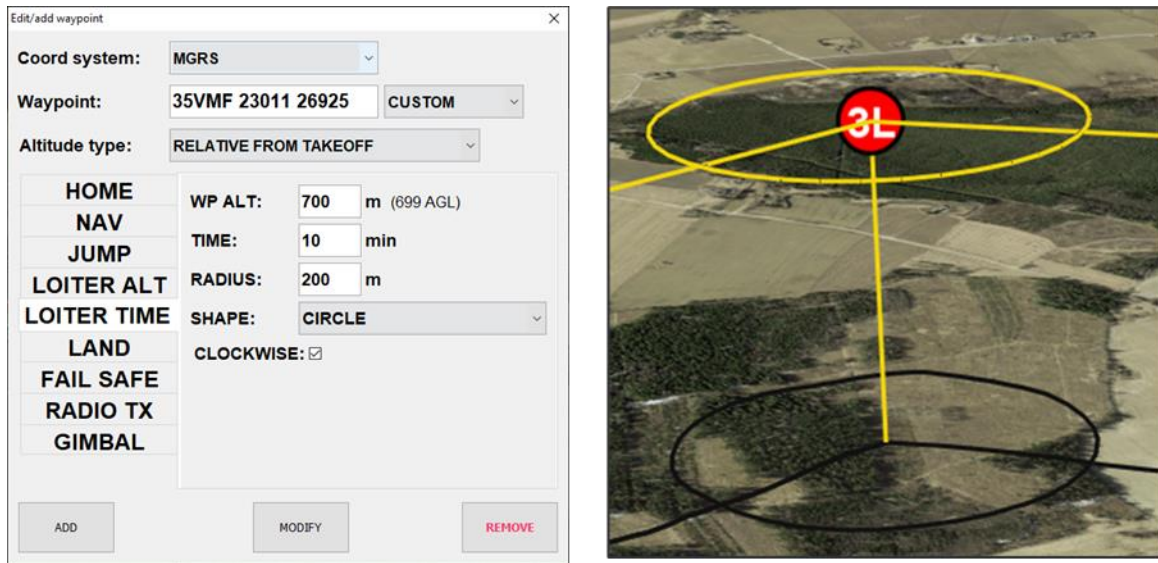 Edit/add waypoint
Coord system: MGRS
Waypoint: 35VMF 23011 26925 CUSTOM
Altitude type: RELATIVE FROM TAKEOFF
HOME
NAV
JUMP
LOITER ALT
LOITER TIME
LAND
FAIL SAFE
RADIO TX
GIMBAL
WP ALT: 700 m (699 AGL)
TIME: 10 min
RADIUS: 200 m
SHAPE: CIRCLE
CLOCKWISE:
ADD MODIFY REMOVE
3L